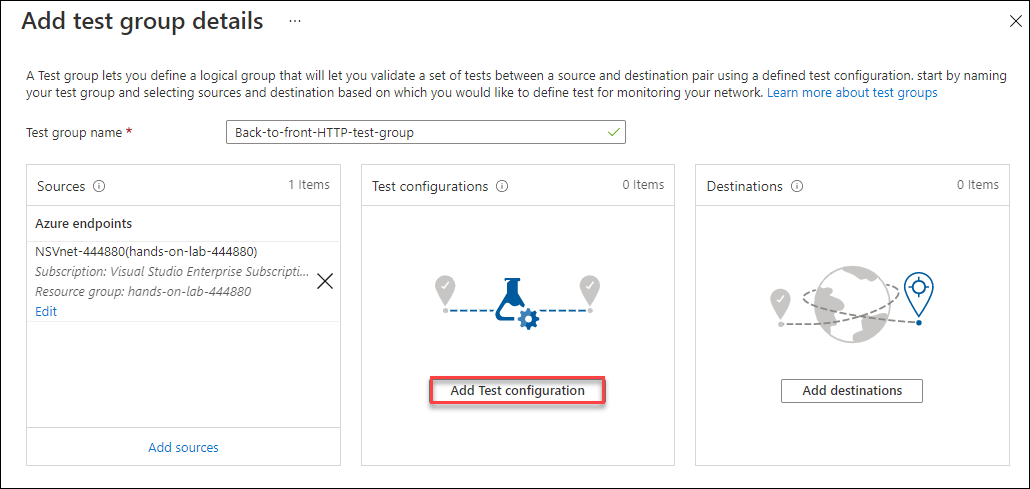 Add test group details ...
A Test group lets you define a logical group that will let you validate a set of tests between a source and destination pair using a defined test configuration. start by naming
your test group and selecting sources and destination based on which you would like to define test for monitoring your network. Learn more about test groups
Test group name * Back-to-front-HTTP-test-group
Sources 1 Items
Azure endpoints
NSVnet-444880(hands-on-lab-444880)
Subscription: Visual Studio Enterprise Subscripti...
Resource group: hands-on-lab-444880
Edit
Add sources
Test configurations 0 Items
Add Test configuration
Destinations 0 Items
Add destinations